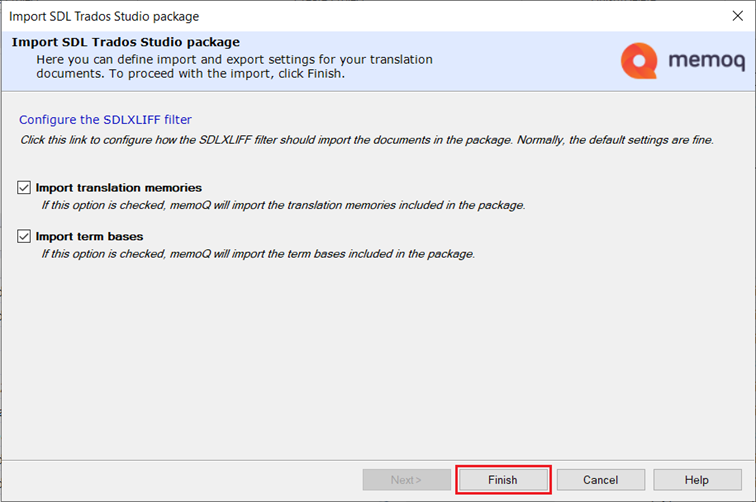 Import SDL Trados Studio package
Import SDL Trados Studio package
Here you can define import and export settings for your translation
documents. To proceed with the import, click Finish.
memoQ
Configure the SDLXLIFF filter
Click this link to configure how the SDLXLIFF filter should import the documents in the package. Normally, the default settings are fine.
Import translation memories
If this option is checked, memoQ will import the translation memories included in the package.
Import term bases
If this option is checked, memoQ will import the term bases included in the package.
Next >
Finish
Cancel
Help